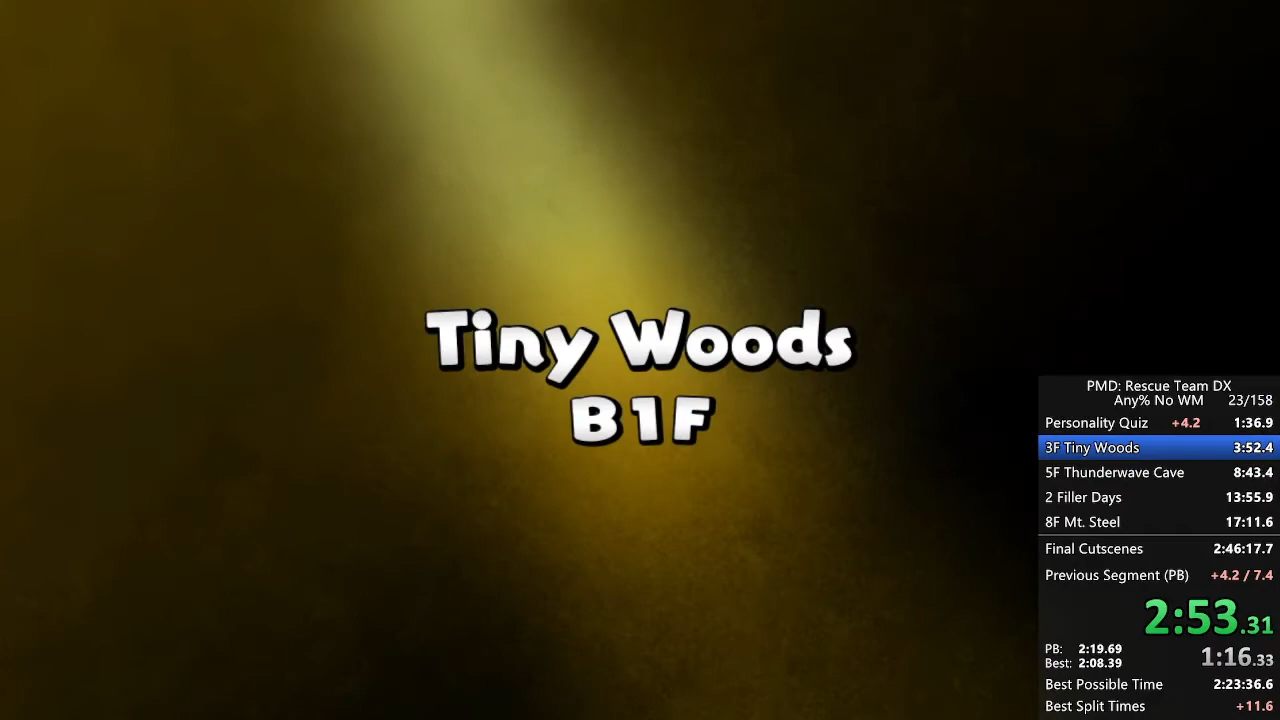 Tiny Woods
B1F
PMD: Rescue Team DX
Any% No WM 23/158
Personality Quiz +4.2 1:36.9
3F Tiny Woods 3:52.4
5F Thunderwave Cave 8:43.4
2 Filler Days 13:55.9
8F Mt. Steel 17:11.6
Final Cutscenes 2:46:17.7
Previous Segment (PB) +4.2 / 7.4
2:53.31
PB: 2:19.69
Best: 2:08.39 1:16.33
Best Possible Time 2:23:36.6
Best Split Times +11.6